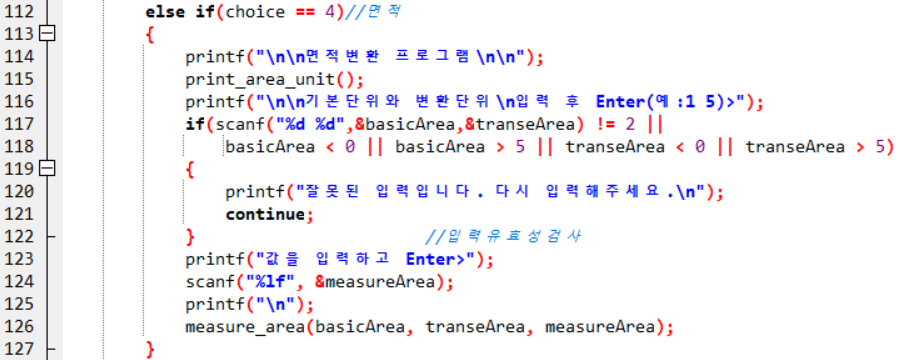 112 else if(choice == 4)//면적
113 {
114 printf("\n\n면적변환 프로그램\n\n");
115 print_area_unit();
116 printf("\n\n기본단위와 변환단위\n입력 후 Enter(예:1 5)>");
117 if(scanf("%d %d",&basicArea,&transeArea) != 2 ||
118 basicArea < 0 || basicArea > 5 || transeArea < 0 || transeArea > 5)
119 {
120 printf("잘못된 입력입니다. 다시 입력해주세요.\n");
121 continue;
122 } //입력유효성검사
123 printf("값을 입력하고 Enter>");
124 scanf("%lf", &measureArea);
125 printf("\n");
126 measure_area(basicArea, transeArea, measureArea);
127 }